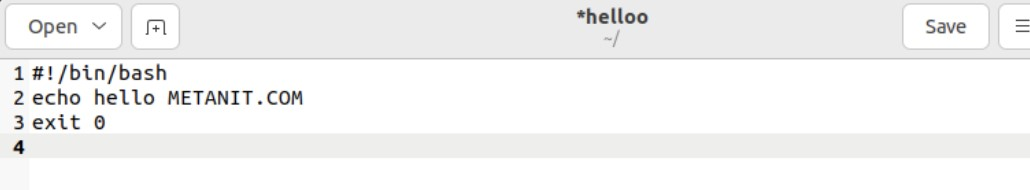 Open
*helloo
~/
Save
1 #!/bin/bash
2 echo hello METANIT.COM
3 exit 0
4